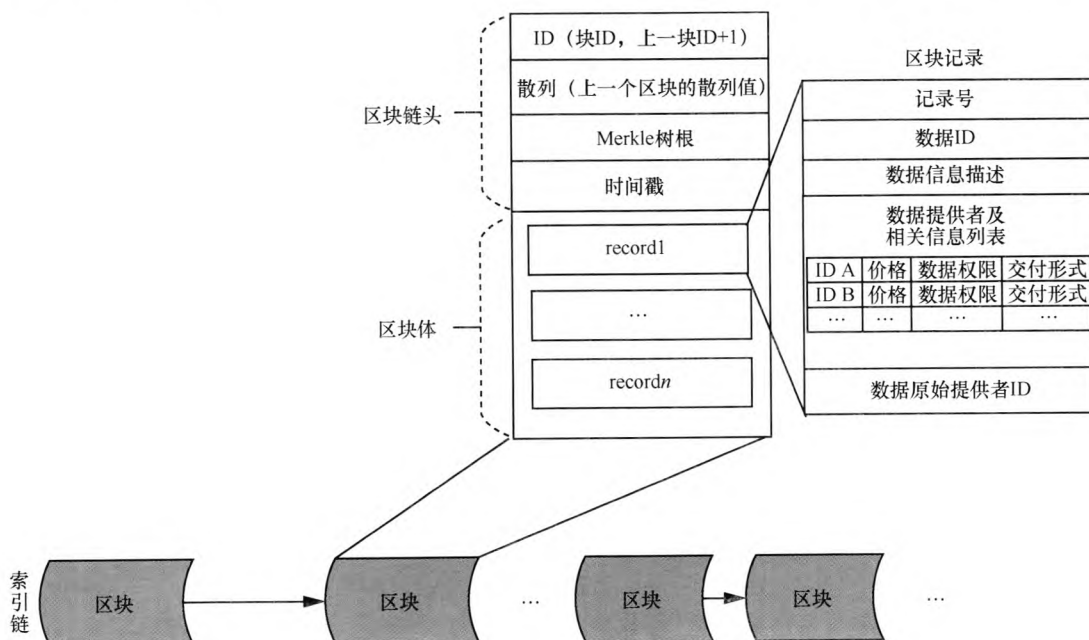 ID（块ID，上一块ID+1）
散列（上一个区块的散列值）
Merkle树根
时间戳
区块链头
record1
…
recordn
区块体
区块记录
记录号
数据ID
数据信息描述
数据提供者及
相关信息列表
ID A 价格 数据权限 交付形式
ID B 价格 数据权限 交付形式
… … … …
数据原始提供者ID
索引链
区块 区块 … 区块 区块 …